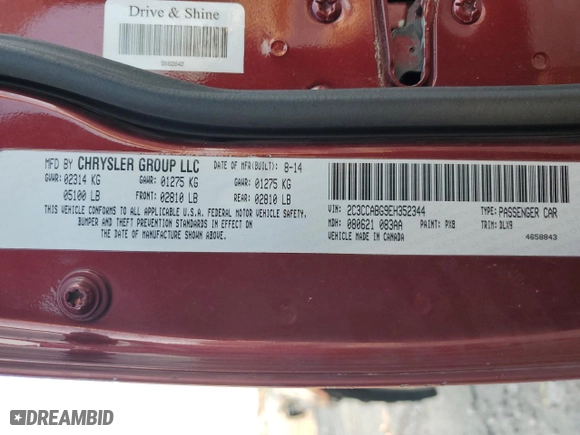 Drive & Shine
MFD BY CHRYSLER GROUP LLC DATE OF MFR(BUILT): 8-14
GVWR: 02314 KG GAWR: 01275 KG GAWR: 01275 KG
05100 LB FRONT: 02810 LB REAR: 02810 LB
THIS VEHICLE CONFORMS TO ALL APPLICABLE U.S.A. FEDERAL MOTOR VEHICLE SAFETY,
BUMPER AND THEFT PREVENTION STANDARDS IN EFFECT ON
THE DATE OF MANUFACTURE SHOWN ABOVE
VIN: 2C3CCABG9EH352344 TYPE: PASSENGER CAR
MDH: 080621 083AA PAINT: PX8 TRIM: DLX9
VEHICLE MADE IN CANADA 4658843
DREAMBID